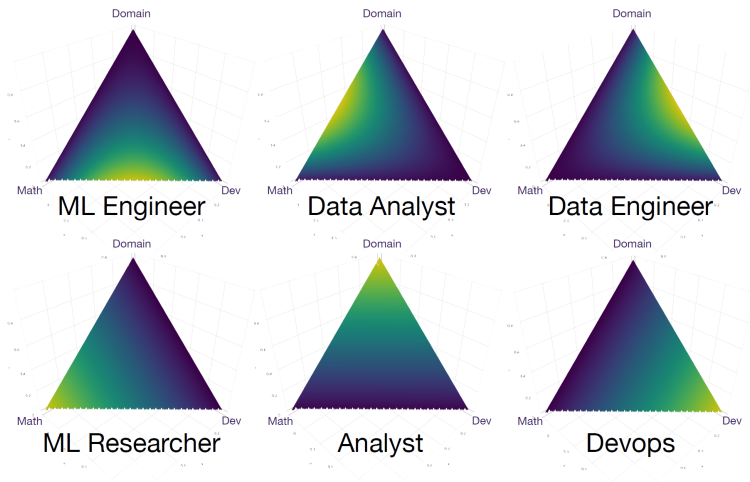 Domain Domain Domain
Math Dev Math Dev Math Dev
ML Engineer Data Analyst Data Engineer
Domain Domain Domain
Math Dev Math Dev Math Dev
ML Researcher Analyst Devops